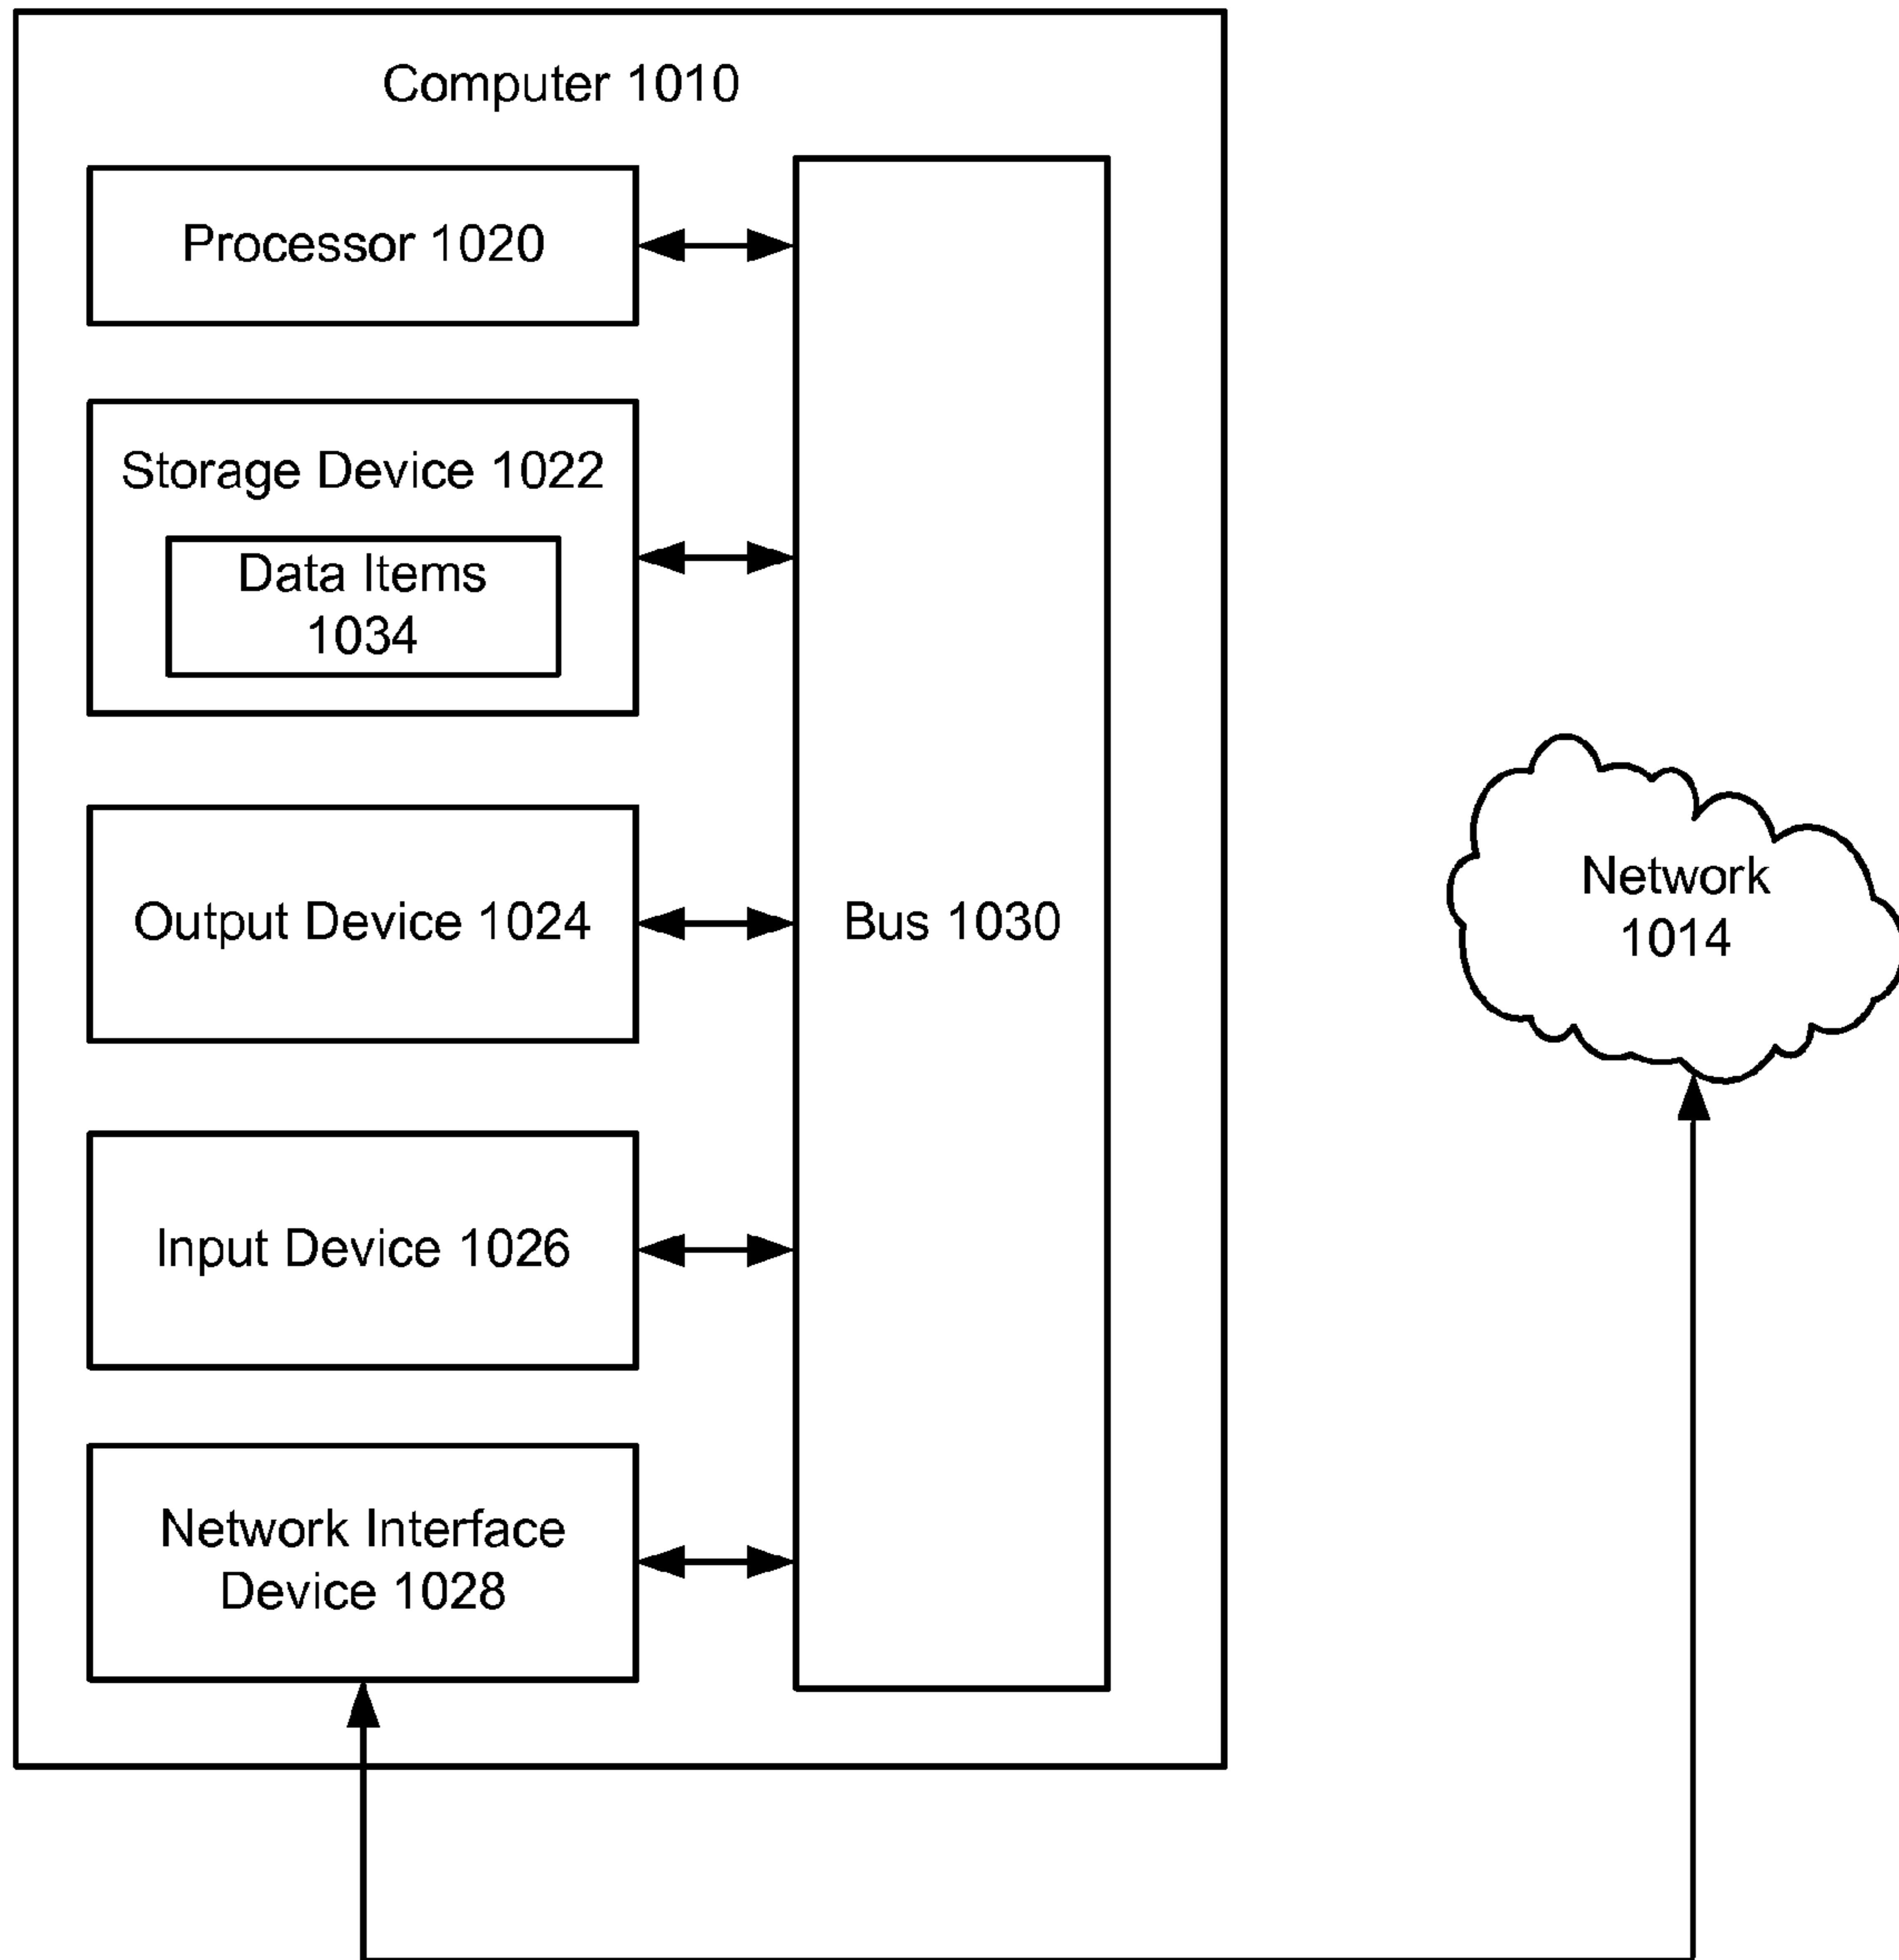 Computer 1010
Processor 1020
Storage Device 1022
Data Items
1034
Output Device 1024
Bus 1030
Network
1014
Input Device 1026
Network Interface
Device 1028